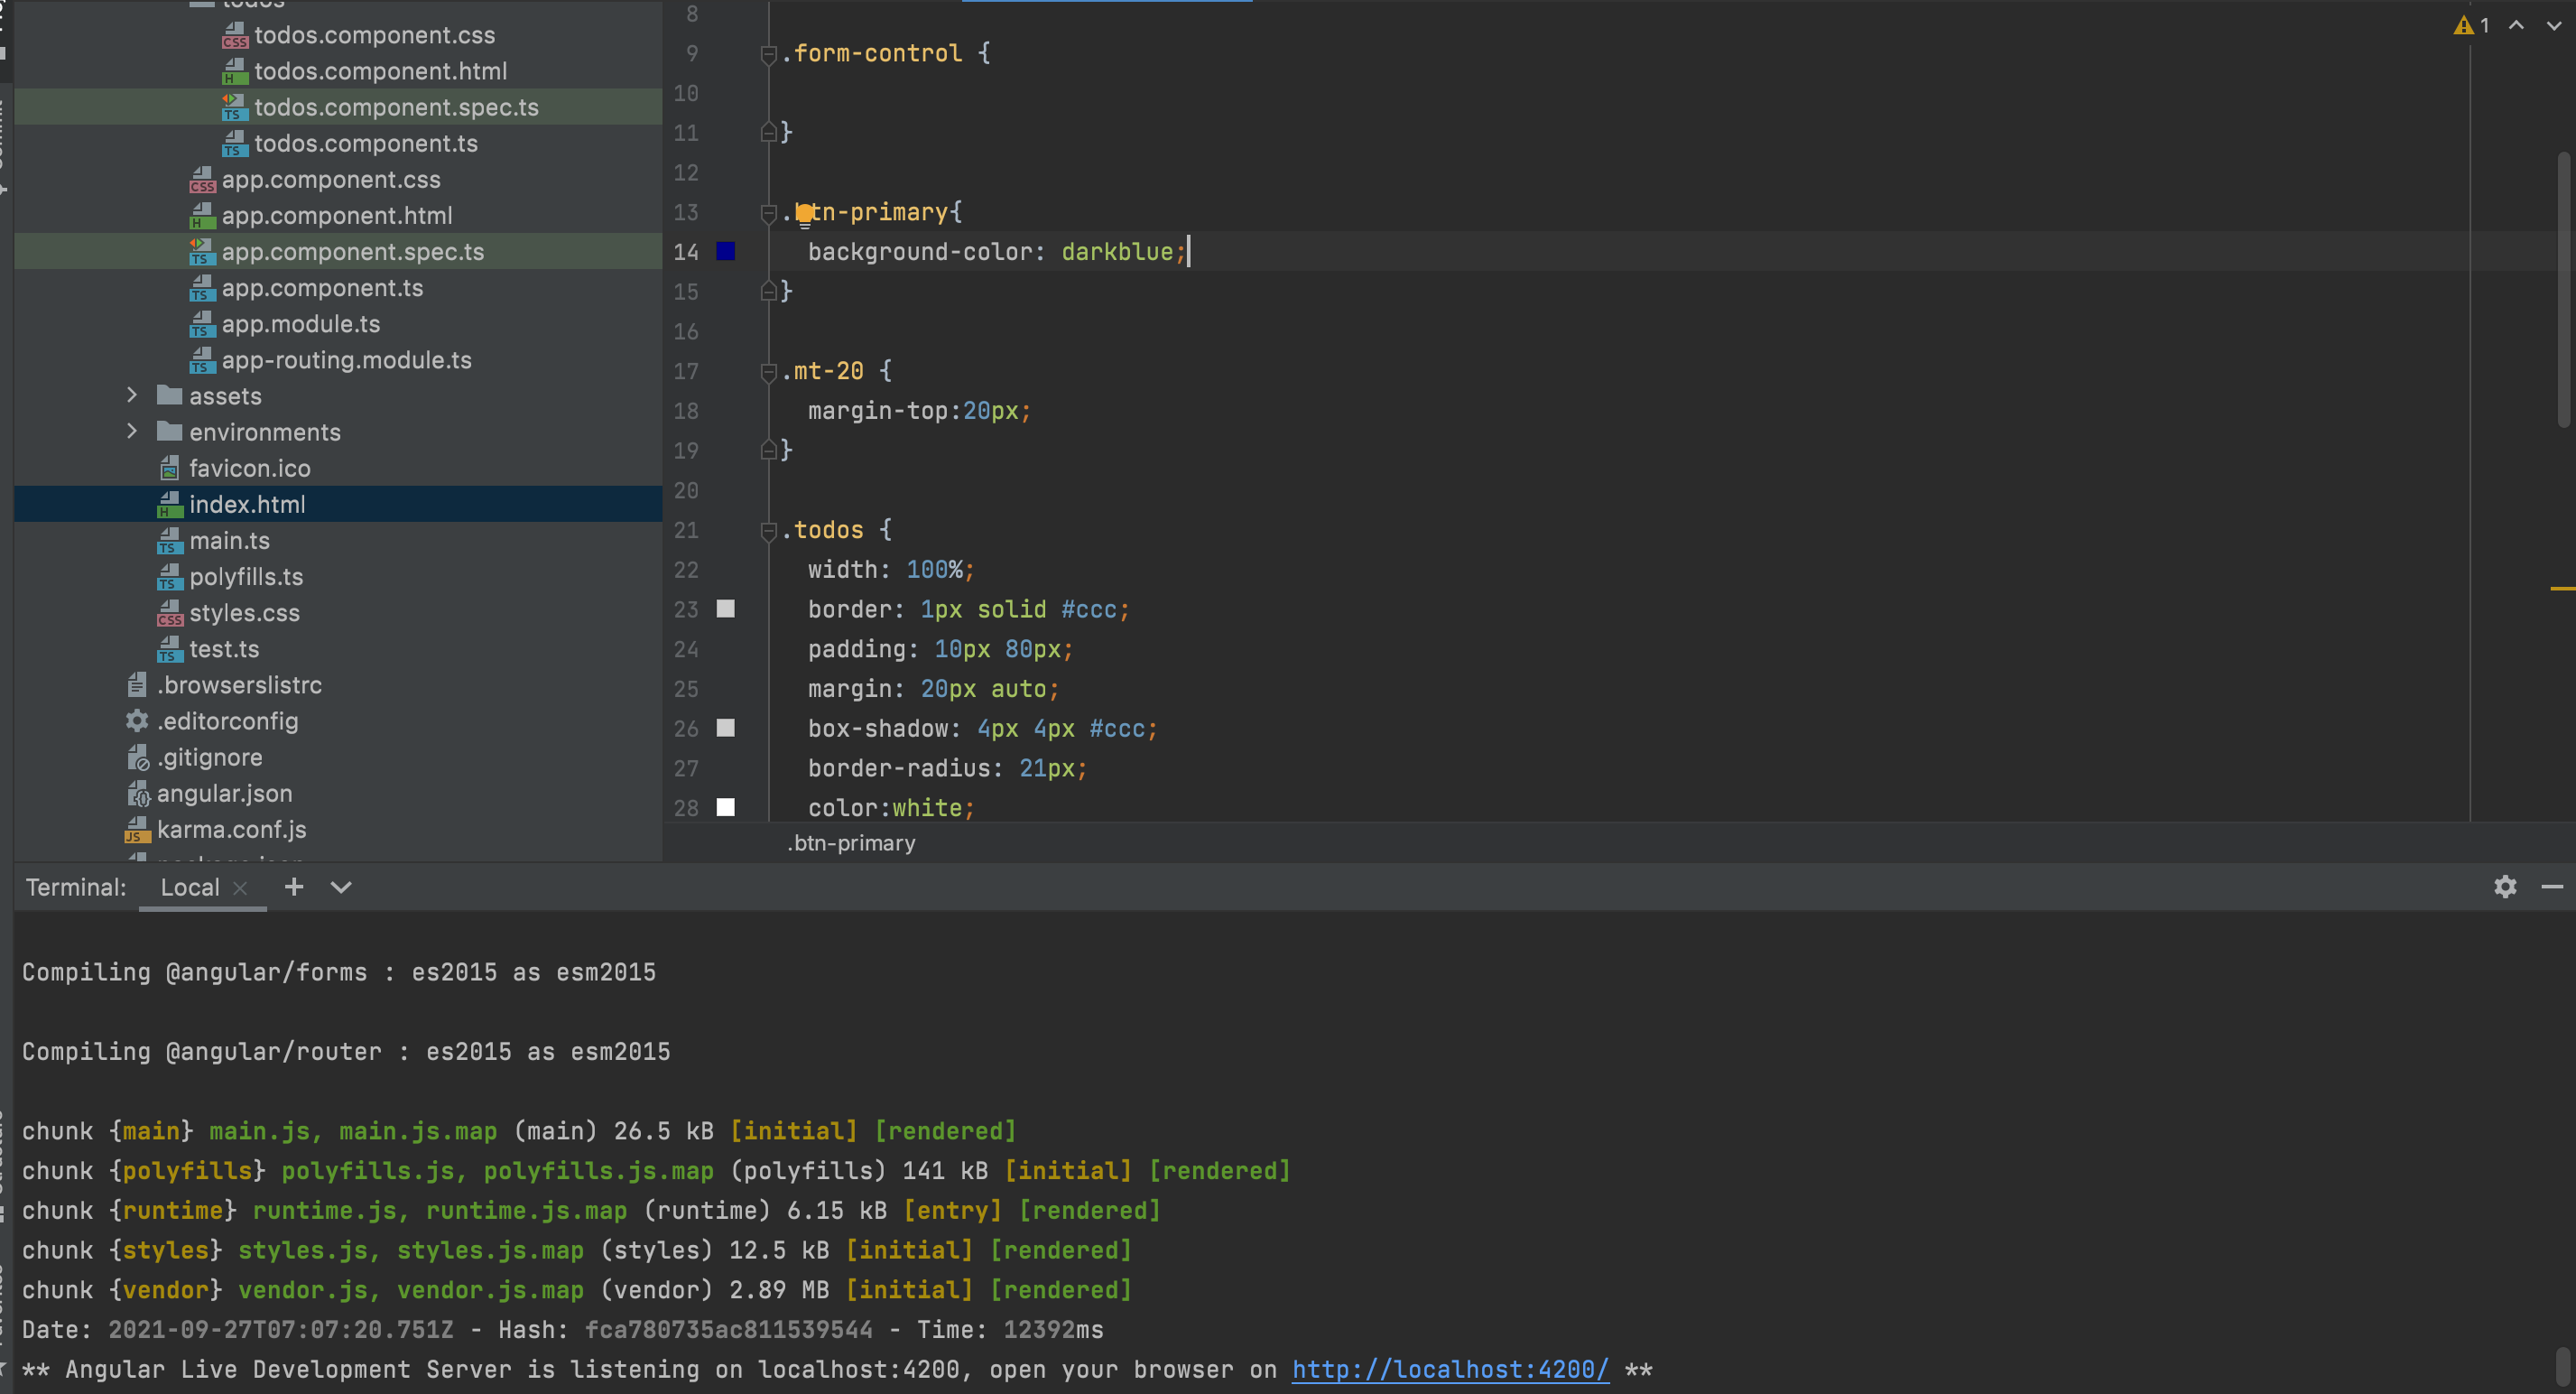 todos
todos.component.css
todos.component.html
todos.component.spec.ts
todos.component.ts
app.component.css
app.component.html
app.component.spec.ts
app.component.ts
app.module.ts
app-routing.module.ts
assets
environments
favicon.ico
index.html
main.ts
polyfills.ts
styles.css
test.ts
.browserslistrc
.editorconfig
.gitignore
angular.json
karma.conf.js
package.json
1
8
9 .form-control {
10
11 }
12
13 .btn-primary{
14 background-color: darkblue;
15 }
16
17 .mt-20 {
18 margin-top:20px;
19 }
20
21 .todos {
22 width: 100%;
23 border: 1px solid #ccc;
24 padding: 10px 80px;
25 margin: 20px auto;
26 box-shadow: 4px 4px #ccc;
27 border-radius: 21px;
28 color:white;
.btn-primary
Terminal: Local
Compiling @angular/forms : es2015 as esm2015
Compiling @angular/router : es2015 as esm2015
chunk {main} main.js, main.js.map (main) 26.5 kB [initial] [rendered]
chunk {polyfills} polyfills.js, polyfills.js.map (polyfills) 141 kB [initial] [rendered]
chunk {runtime} runtime.js, runtime.js.map (runtime) 6.15 kB [entry] [rendered]
chunk {styles} styles.js, styles.js.map (styles) 12.5 kB [initial] [rendered]
chunk {vendor} vendor.js, vendor.js.map (vendor) 2.89 MB [initial] [rendered]
Date: 2021-09-27T07:07:20.751Z - Hash: fca780735ac811539544 - Time: 12392ms
** Angular Live Development Server is listening on localhost:4200, open your browser on http://localhost:4200/ **